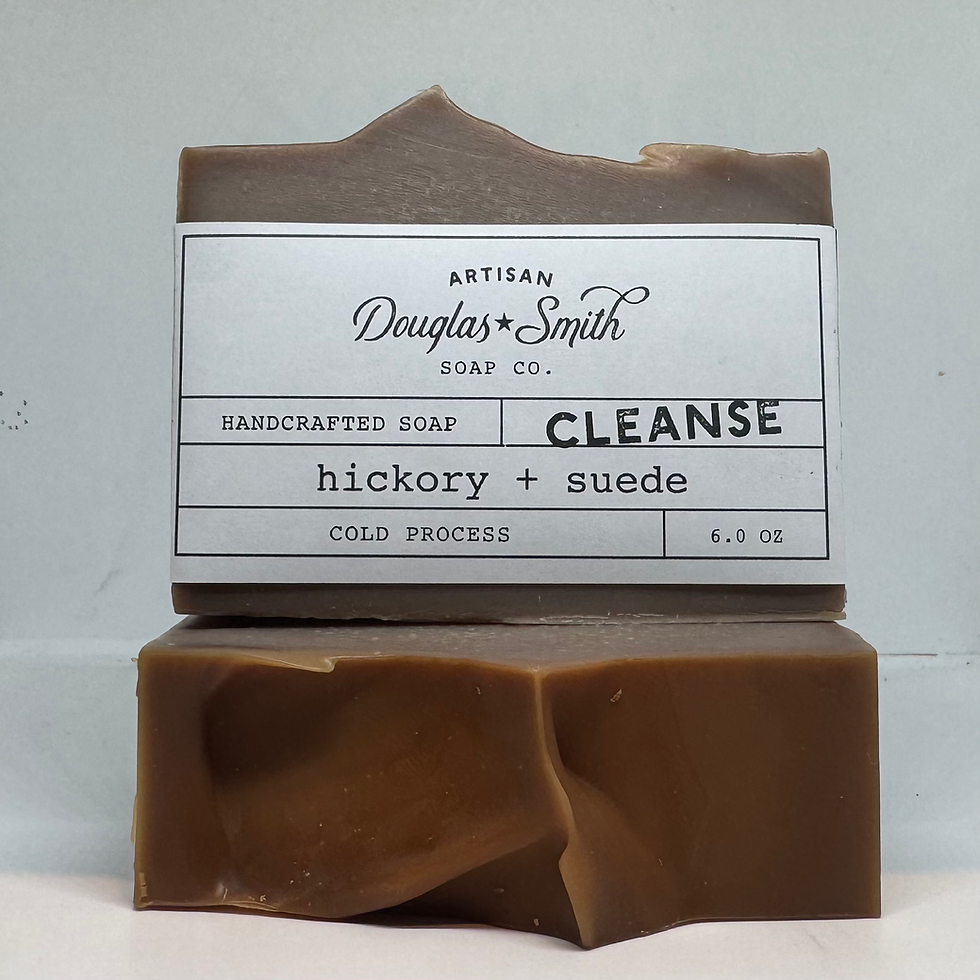 ARTISAN
Douglas★Smith
SOAP CO.
HANDCRAFTED SOAP
CLEANSE
hickory + suede
COLD PROCESS
6.0 OZ